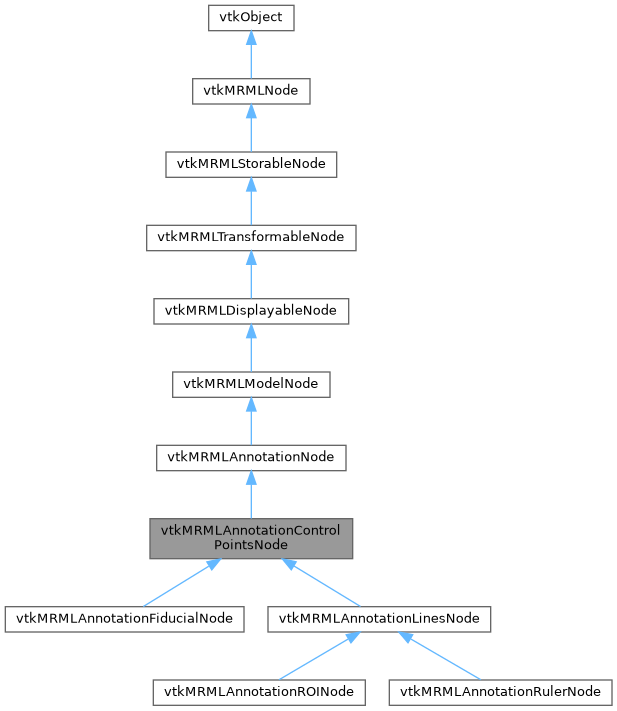 vtkObject
vtkMRMLNode
vtkMRMLStorableNode
vtkMRMLTransformableNode
vtkMRMLDisplayableNode
vtkMRMLModelNode
vtkMRMLAnnotationNode
vtkMRMLAnnotationControl
PointsNode
vtkMRMLAnnotationFiducialNode
vtkMRMLAnnotationLinesNode
vtkMRMLAnnotationROINode
vtkMRMLAnnotationRulerNode